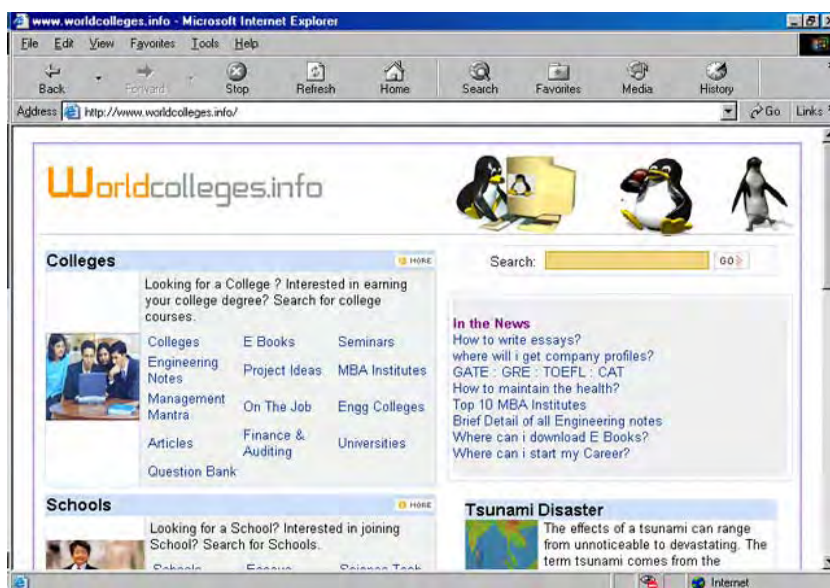 www.worldcolleges.info - Microsoft Internet Explorer
File Edit View Favorites Tools Help
Back Forward Stop Refresh Home Search Favorites Media History
Address http://www.worldcolleges.info/ Go Links
Worldcolleges.info
Colleges MORE
Looking for a College ? Interested in earning
your college degree? Search for college
courses.
Colleges E Books Seminars
Engineering Notes Project Ideas MBA Institutes
Management Mantra On The Job Engg Colleges
Articles Finance & Auditing Universities
Question Bank
Schools MORE
Looking for a School? Interested in joining
School? Search for Schools.
Search: GO
In the News
How to write essays?
where will i get company profiles?
GATE : GRE : TOEFL : CAT
How to maintain the health?
Top 10 MBA Institutes
Brief Detail of all Engineering notes
Where can i download E Books?
Where can i start my Career?
Tsunami Disaster
The effects of a tsunami can range
from unnoticeable to devastating. The
term tsunami comes from the
Internet